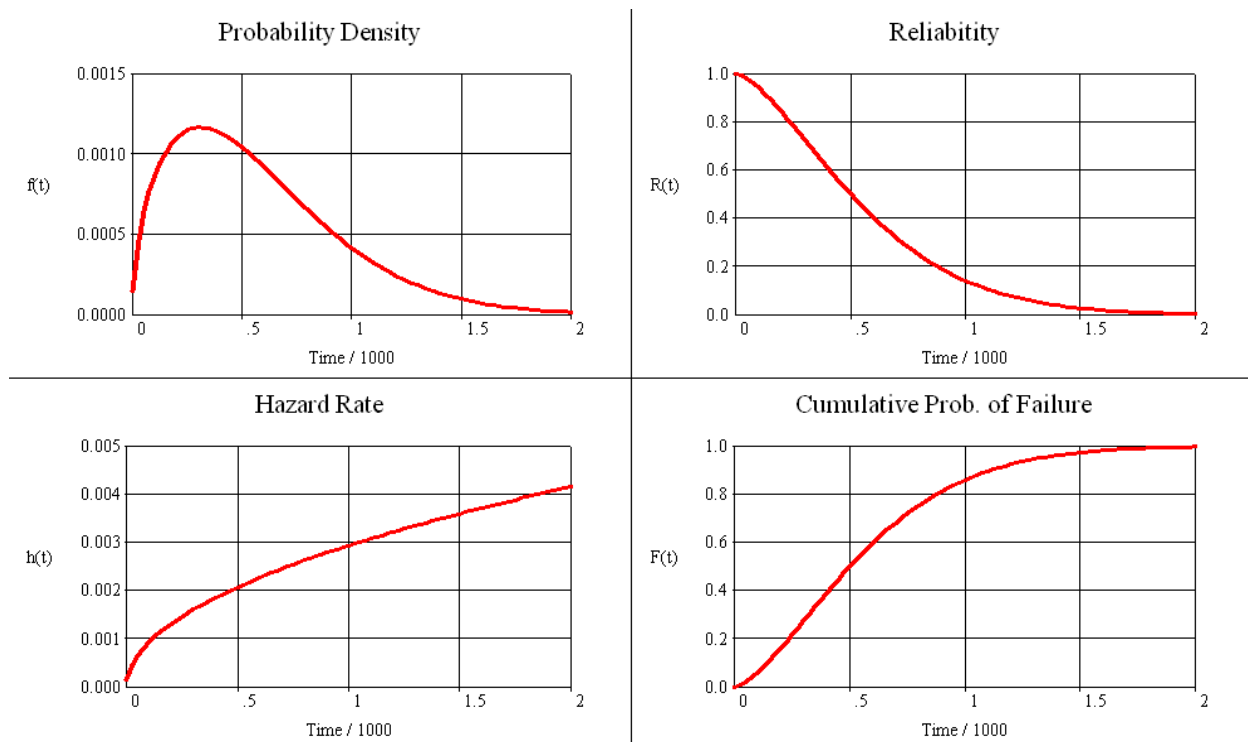 Probability Density
0.0015
0.0010
f(t)
0.0005
0.0000
0 .5 1 1.5 2
Time / 1000
Reliabitity
1.0
0.8
0.6
R(t)
0.4
0.2
0.0
0 .5 1 1.5 2
Time / 1000
Hazard Rate
0.005
0.004
0.003
h(t)
0.002
0.001
0.000
0 .5 1 1.5 2
Time / 1000
Cumulative Prob. of Failure
1.0
0.8
0.6
F(t)
0.4
0.2
0.0
0 .5 1 1.5 2
Time / 1000